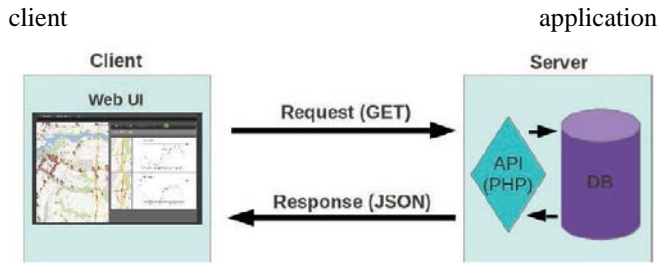 client application
Client Server
Web UI
Request (GET)
API
(PHP)
DB
Response (JSON)